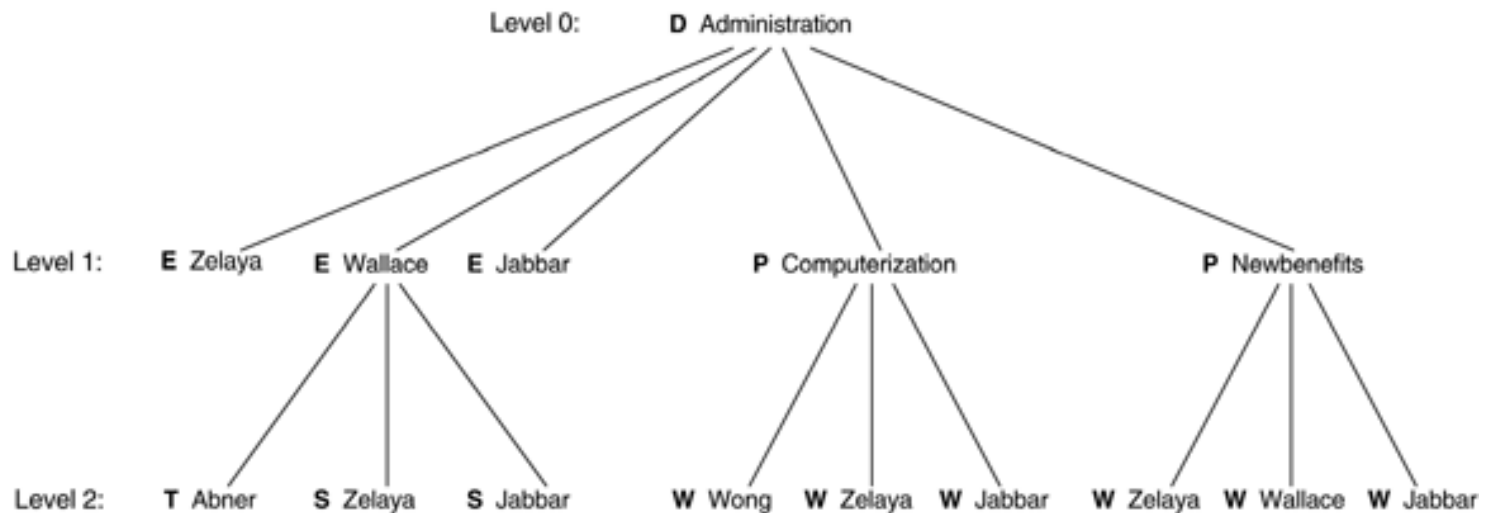 Level 0: D Administration
Level 1: E Zelaya E Wallace E Jabbar P Computerization P Newbenefits
Level 2: T Abner S Zelaya S Jabbar W Wong W Zelaya W Jabbar W Zelaya W Wallace W Jabbar